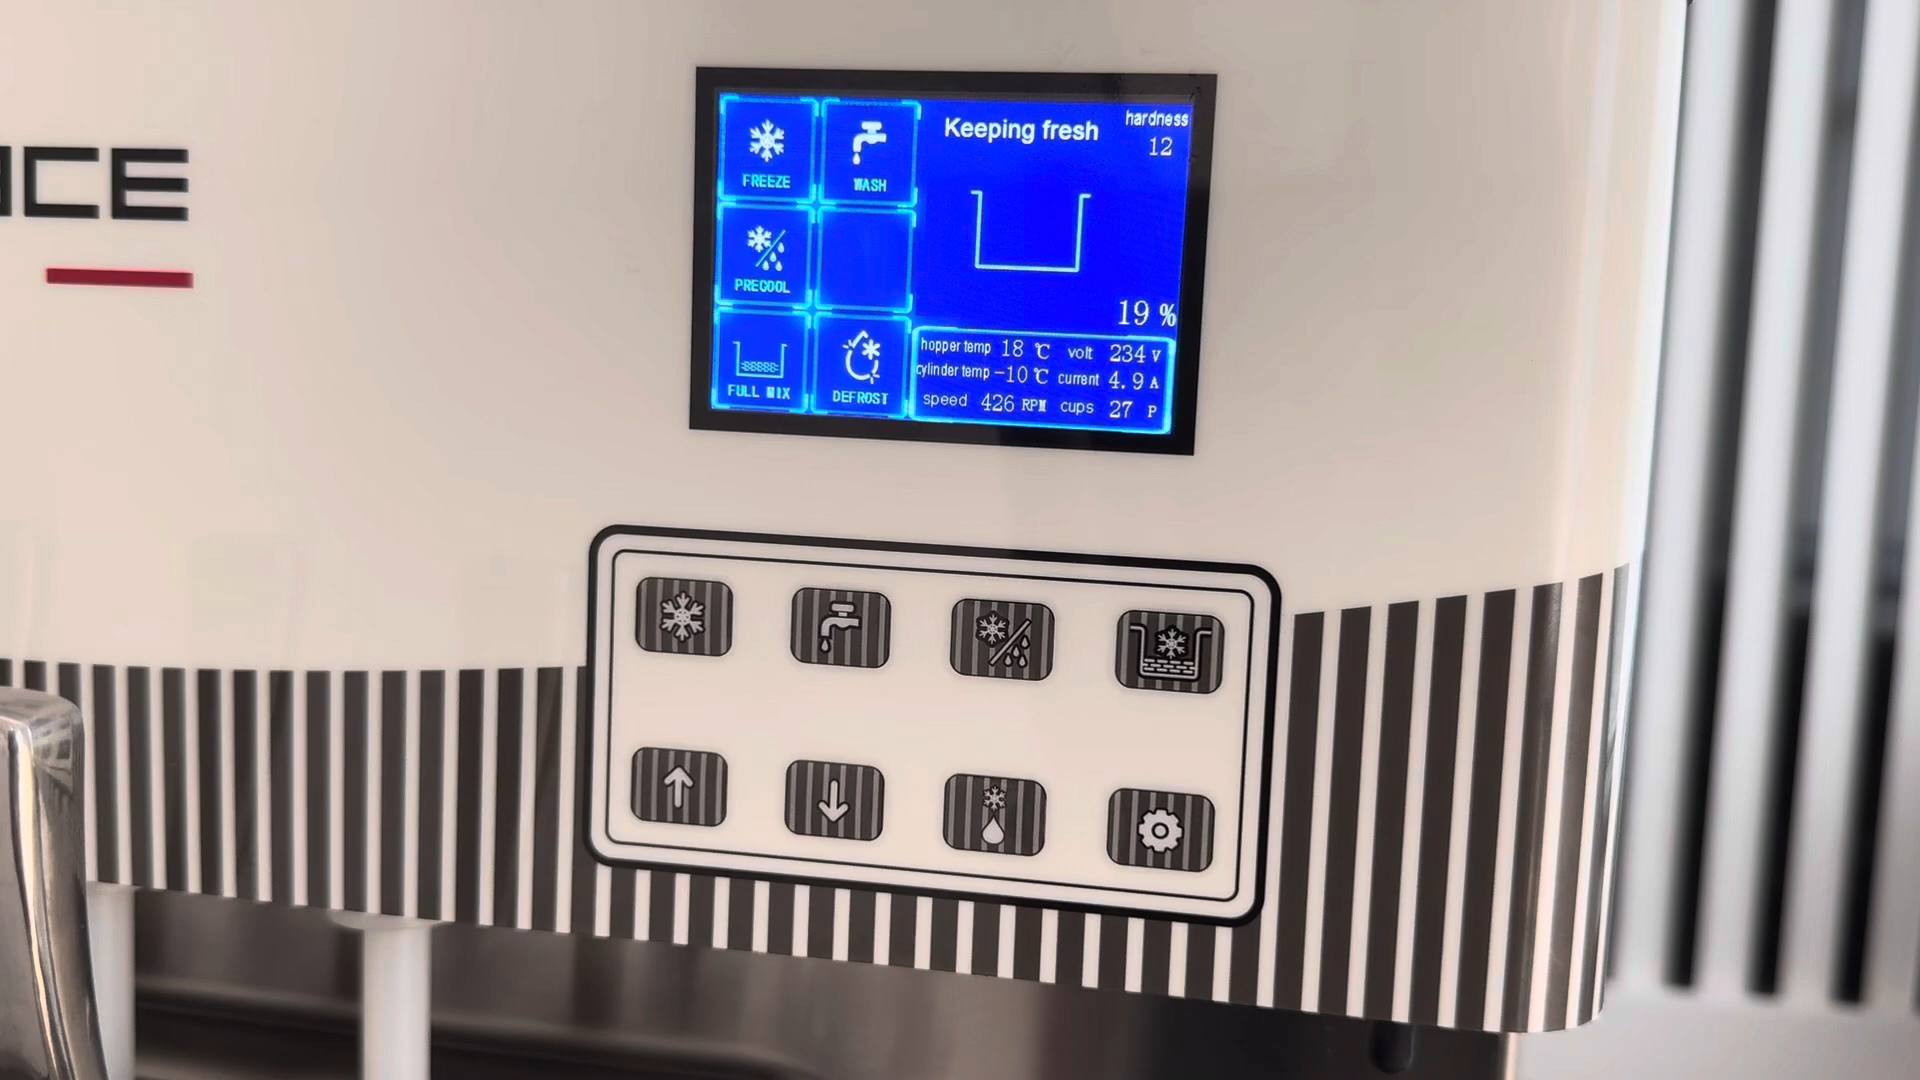 CE
FREEZE
WASH
PRECOOL
FULL MIX
DEFROST
Keeping fresh
hardness
12
19 %
hopper temp 18 ℃ volt 234 V
cylinder temp -10 ℃ current 4.9 A
speed 426 RPM cups 27 P